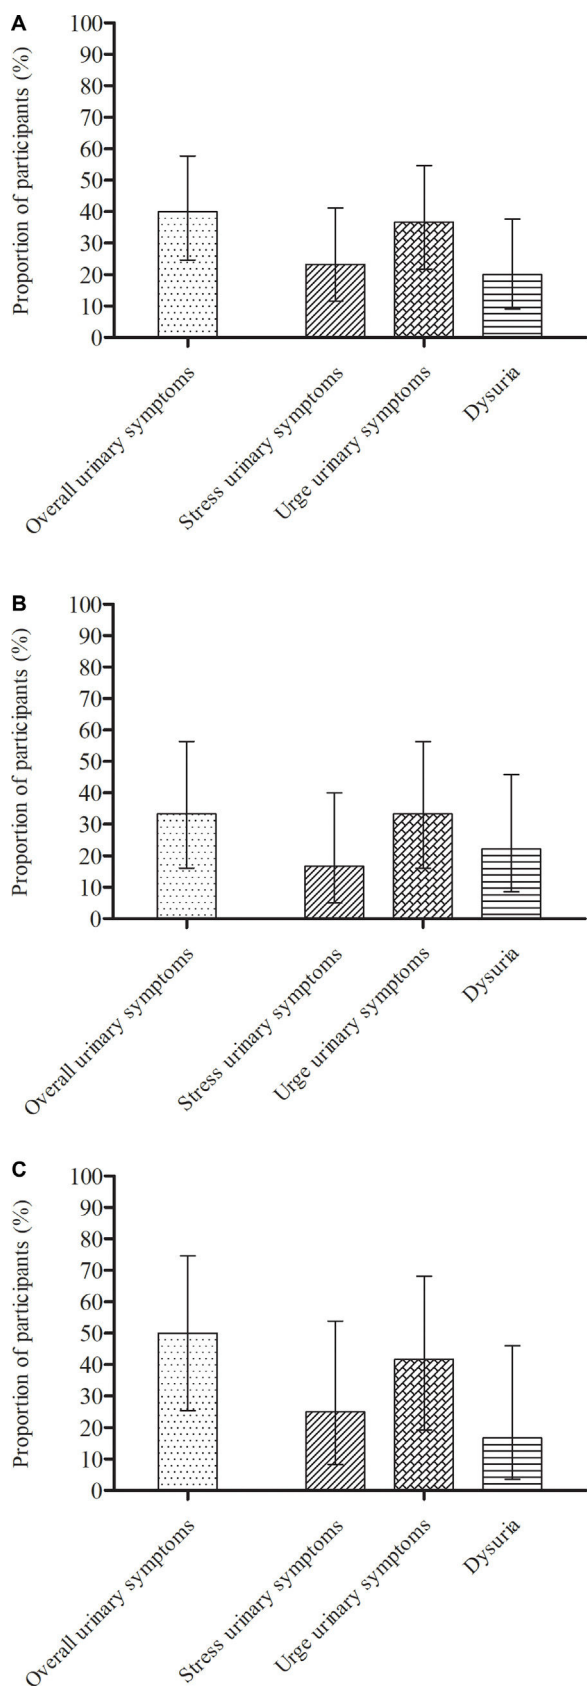 A
Proportion of participants (%)
100
90
80
70
60
50
40
30
20
10
0
Overall urinary symptoms
Stress urinary symptoms
Urge urinary symptoms
Dysuria
B
Proportion of participants (%)
100
90
80
70
60
50
40
30
20
10
0
Overall urinary symptoms
Stress urinary symptoms
Urge urinary symptoms
Dysuria
C
Proportion of participants (%)
100
90
80
70
60
50
40
30
20
10
0
Overall urinary symptoms
Stress urinary symptoms
Urge urinary symptoms
Dysuria